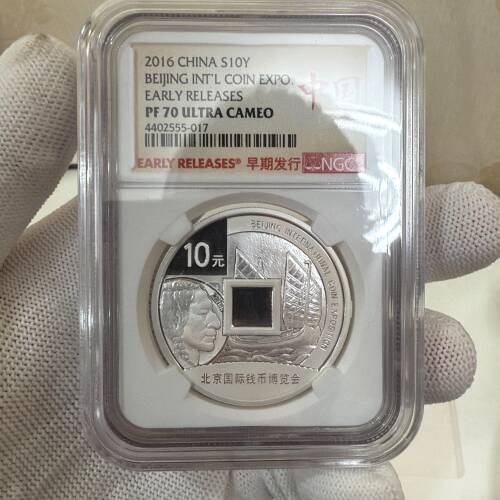 2016 CHINA S10Y
BEIJING INT'L COIN EXPO.
EARLY RELEASES
PF 70 ULTRA CAMEO
4402555-017
中国
EARLY RELEASES® 早期发行 NGC
BEIJING INTERNATIONAL COIN EXPOSITION
10元
北京国际钱币博览会